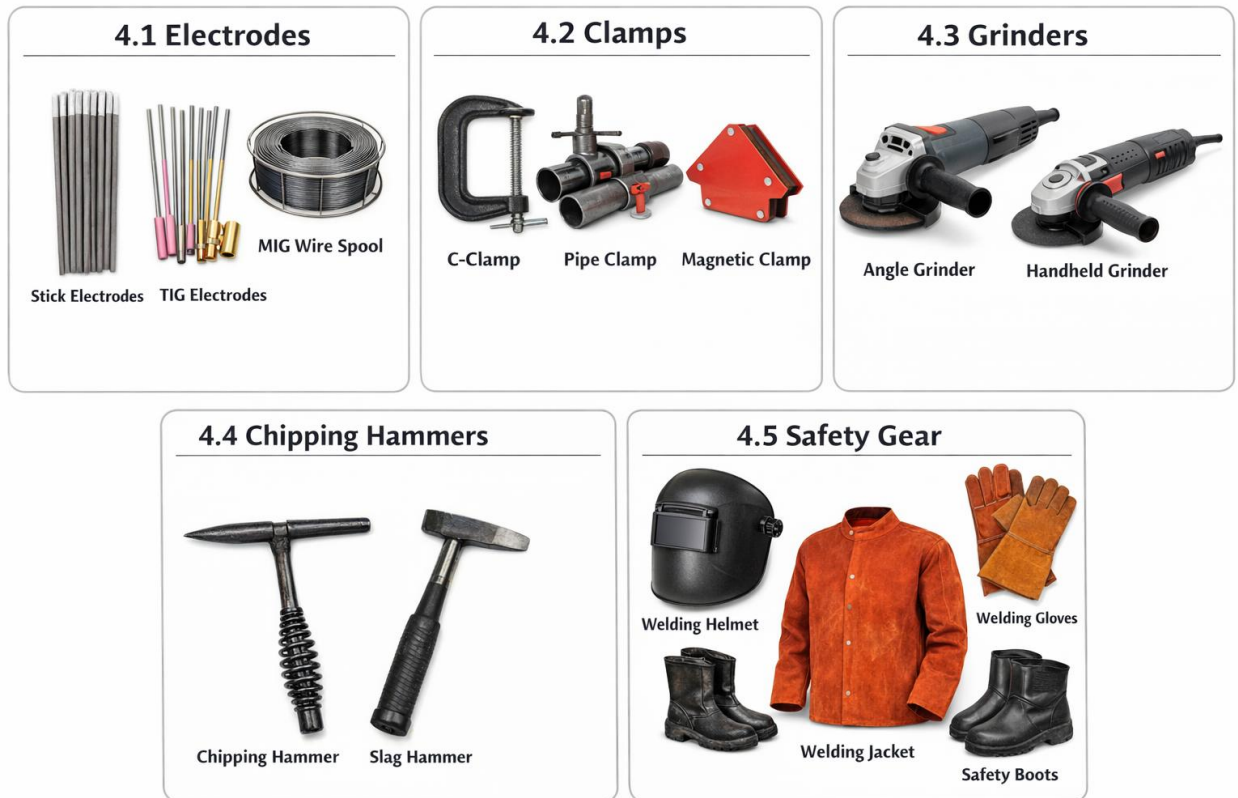 4.1 Electrodes
Stick Electrodes
TIG Electrodes
MIG Wire Spool
4.2 Clamps
C-Clamp
Pipe Clamp
Magnetic Clamp
4.3 Grinders
Angle Grinder
Handheld Grinder
4.4 Chipping Hammers
Chipping Hammer
Slag Hammer
4.5 Safety Gear
Welding Helmet
Welding Gloves
Welding Jacket
Safety Boots